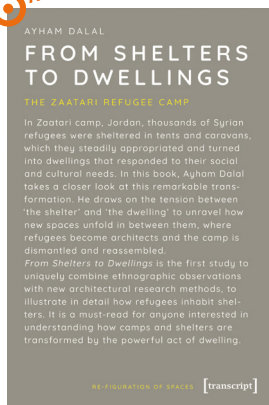 AYHAM DALAL
FROM SHELTERS
TO DWELLINGS
THE ZAATARI REFUGEE CAMP
In Zaatari camp, Jordan, thousands of Syrian
refugees were sheltered in tents and caravans,
which they steadily appropriated and turned
into dwellings that responded to their social
and cultural needs. In this book, Ayham Dalal
takes a closer look at this remarkable trans-
formation. He draws on the tension between
'the shelter' and 'the dwelling' to unravel how
new spaces unfold in between them, where
refugees become architects and the camp is
dismantled and reassembled.
From Shelters to Dwellings is the first study to
uniquely combine ethnographic observations
with new architectural research methods, to
illustrate in detail how refugees inhabit shel-
ters. It is a must-read for anyone interested in
understanding how camps and shelters are
transformed by the powerful act of dwelling.
RE-FIGURATION OF SPACES [transcript]